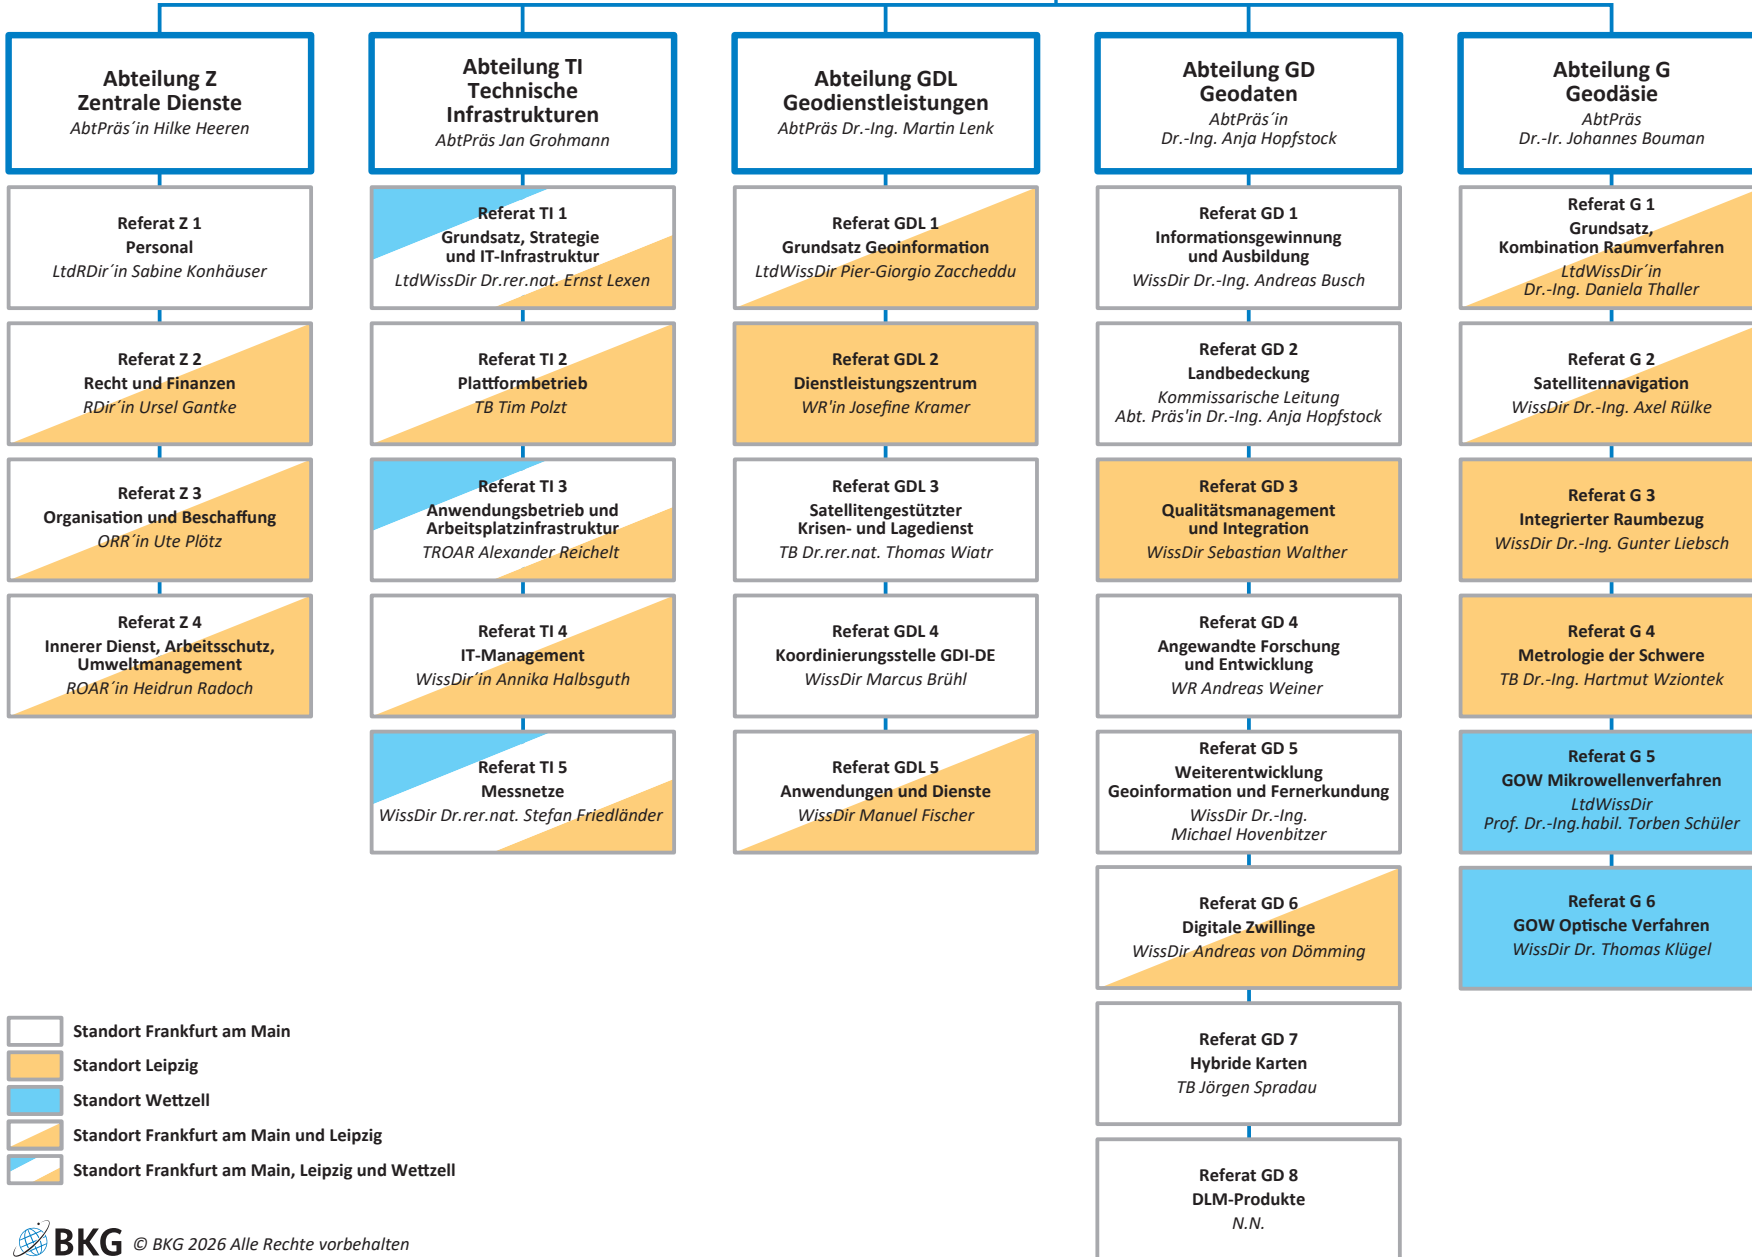 Abteilung Z
Zentrale Dienste
AbtPräs´in Hilke Heeren
Referat Z 1
Personal
LtdRDir´in Sabine Konhäuser
Referat Z 2
Recht und Finanzen
RDir´in Ursel Gantke
Referat Z 3
Organisation und Beschaffung
ORR´in Ute Plötz
Referat Z 4
Innerer Dienst, Arbeitsschutz,
Umweltmanagement
ROAR´in Heidrun Radoch
Abteilung TI
Technische
Infrastrukturen
AbtPräs Jan Grohmann
Referat TI 1
Grundsatz, Strategie
und IT-Infrastruktur
LtdWissDir Dr.rer.nat. Ernst Lexen
Referat TI 2
Plattformbetrieb
TB Tim Polzt
Referat TI 3
Anwendungsbetrieb und
Arbeitsplatzinfrastruktur
TROAR Alexander Reichelt
Referat TI 4
IT-Management
WissDir´in Annika Halbsguth
Referat TI 5
Messnetze
WissDir Dr.rer.nat. Stefan Friedländer
Abteilung GDL
Geodienstleistungen
AbtPräs Dr.-Ing. Martin Lenk
Referat GDL 1
Grundsatz Geoinformation
LtdWissDir Pier-Giorgio Zaccheddu
Referat GDL 2
Dienstleistungszentrum
WR'in Josefine Kramer
Referat GDL 3
Satellitengestützter
Krisen- und Lagedienst
TB Dr.rer.nat. Thomas Wiatr
Referat GDL 4
Koordinierungsstelle GDI-DE
WissDir Marcus Brühl
Referat GDL 5
Anwendungen und Dienste
WissDir Manuel Fischer
Abteilung GD
Geodaten
AbtPräs´in
Dr.-Ing. Anja Hopfstock
Referat GD 1
Informationsgewinnung
und Ausbildung
WissDir Dr.-Ing. Andreas Busch
Referat GD 2
Landbedeckung
Kommissarische Leitung
Abt. Präs'in Dr.-Ing. Anja Hopfstock
Referat GD 3
Qualitätsmanagement
und Integration
WissDir Sebastian Walther
Referat GD 4
Angewandte Forschung
und Entwicklung
WR Andreas Weiner
Referat GD 5
Weiterentwicklung
Geoinformation und Fernerkundung
WissDir Dr.-Ing.
Michael Hovenbitzer
Referat GD 6
Digitale Zwillinge
WissDir Andreas von Dömming
Referat GD 7
Hybride Karten
TB Jörgen Spradau
Referat GD 8
DLM-Produkte
N.N.
Abteilung G
Geodäsie
AbtPräs
Dr.-Ir. Johannes Bouman
Referat G 1
Grundsatz,
Kombination Raumverfahren
LtdWissDir´in
Dr.-Ing. Daniela Thaller
Referat G 2
Satellitennavigation
WissDir Dr.-Ing. Axel Rülke
Referat G 3
Integrierter Raumbezug
WissDir Dr.-Ing. Gunter Liebsch
Referat G 4
Metrologie der Schwere
TB Dr.-Ing. Hartmut Wziontek
Referat G 5
GOW Mikrowellenverfahren
LtdWissDir
Prof. Dr.-Ing.habil. Torben Schüler
Referat G 6
GOW Optische Verfahren
WissDir Dr. Thomas Klügel
Standort Frankfurt am Main
Standort Leipzig
Standort Wettzell
Standort Frankfurt am Main und Leipzig
Standort Frankfurt am Main, Leipzig und Wettzell
BKG © BKG 2026 Alle Rechte vorbehalten